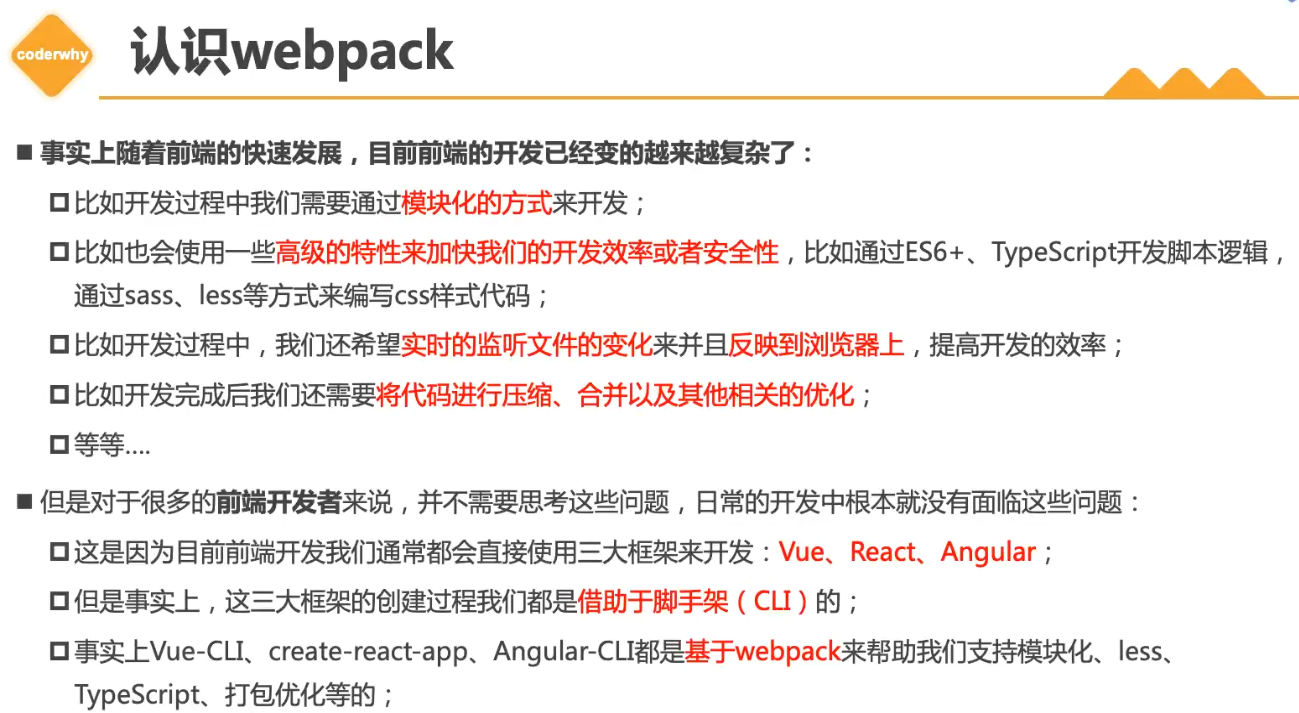 coderwhy
认识webpack
■ 事实上随着前端的快速发展，目前前端的开发已经变的越来越复杂了：
比如开发过程中我们需要通过模块化的方式来开发；
比如也会使用一些高级的特性来加快我们的开发效率或者安全性，比如通过ES6+、TypeScript开发脚本逻辑，
通过sass、less等方式来编写css样式代码；
比如开发过程中，我们还希望实时的监听文件的变化来并且反映到浏览器上，提高开发的效率；
比如开发完成后我们还需要将代码进行压缩、合并以及其他相关的优化；
等等....
■ 但是对于很多的前端开发者来说，并不需要思考这些问题，日常的开发中根本就没有面临这些问题：
这是因为目前前端开发我们通常都会直接使用三大框架来开发：Vue、React、Angular；
但是事实上，这三大框架的创建过程我们都是借助于脚手架（CLI）的；
事实上Vue-CLI、create-react-app、Angular-CLI都是基于webpack来帮助我们支持模块化、less、
TypeScript、打包优化等的；